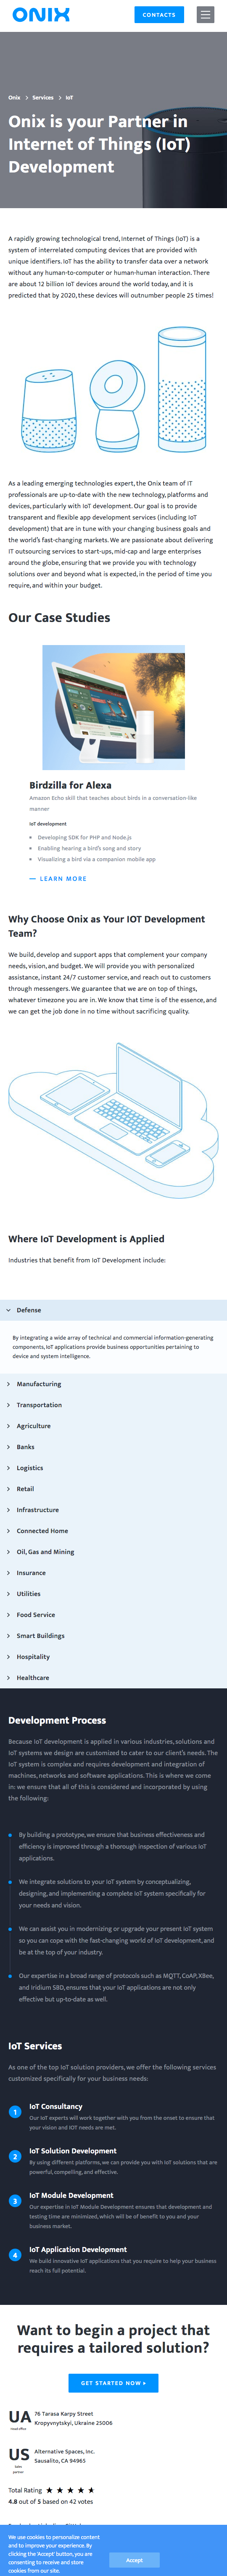 ONIX
CONTACTS
Onix > Services > IoT
Onix is your Partner in
Internet of Things (IoT)
Development
A rapidly growing technological trend, Internet of Things (IoT) is a
system of interrelated computing devices that are provided with
unique identifiers. IoT has the ability to transfer data over a network
without any human-to-computer or human-human interaction. There
are about 12 billion IoT devices around the world today, and it is
predicted that by 2020, these devices will outnumber people 25 times!
As a leading emerging technologies expert, the Onix team of IT
professionals are up-to-date with the new technology, platforms and
devices, particularly with IoT development. Our goal is to provide
transparent and flexible app development services (including IoT
development) that are in tune with your changing business goals and
the world's fast-changing markets. We are passionate about delivering
IT outsourcing services to start-ups, mid-cap and large enterprises
around the globe, ensuring that we provide you with technology
solutions over and beyond what is expected, in the period of time you
require, and within your budget.
Our Case Studies
Birdzilla for Alexa
Amazon Echo skill that teaches about birds in a conversation-like
manner
IoT development
Developing SDK for PHP and Node.js
Enabling hearing a bird's song and story
Visualizing a bird via a companion mobile app
LEARN MORE
Why Choose Onix as Your IOT Development
Team?
We build, develop and support apps that complement your company
needs, vision, and budget. We will provide you with personalized
assistance, instant 24/7 customer service, and reach out to customers
through messengers. We guarantee that we are on top of things,
whatever timezone you are in. We know that time is of the essence, and
we can get the job done in no time without sacrificing quality.
Where IoT Development is Applied
Industries that benefit from IoT Development include:
Defense
By integrating a wide array of technical and commercial information-generating
components, IoT applications provide business opportunities pertaining to
device and system intelligence.
Manufacturing
Transportation
Agriculture
Banks
Logistics
Retail
Infrastructure
Connected Home
Oil, Gas and Mining
Insurance
Utilities
Food Service
Smart Buildings
Hospitality
Healthcare
Development Process
Because IoT development is applied in various industries, solutions and
IoT systems we design are customized to cater to our client's needs. The
IoT system is complex and requires development and integration of
machines, networks and software applications. This is where we come
in: we ensure that all of this is considered and incorporated by using
the following:
By building a prototype, we ensure that business effectiveness and
efficiency is improved through a thorough inspection of various IoT
applications.
We integrate solutions to your IoT system by conceptualizing,
designing, and implementing a complete IoT system specifically for
your needs and vision.
We can assist you in modernizing or upgrade your present IoT system
so you can cope with the fast-changing world of IoT development, and
be at the top of your industry.
Our expertise in a broad range of protocols such as MQTT, CoAP, XBee,
and Iridium SBD, ensures that your IoT applications are not only
effective but up-to-date as well.
IoT Services
As one of the top IoT solution providers, we offer the following services
customized specifically for your business needs:
1 IoT Consultancy
Our IoT experts will work together with you from the onset to ensure that
your vision and IOT needs are met.
2 IoT Solution Development
By using different platforms, we can provide you with IoT solutions that are
powerful, compelling, and effective.
3 IoT Module Development
Our expertise in IoT Module Development ensures that development and
testing time are minimized, which will be of benefit to you and your
business market.
4 IoT Application Development
We build innovative IoT applications that you require to help your business
reach its full potential.
Want to begin a project that
requires a tailored solution?
GET STARTED NOW
UA 76 Tarasa Karpy Street
Kropyvnytskyi, Ukraine 25006
Head office
US Alternative Spaces, Inc.
Sausalito, CA 94965
Sales
partner
Total Rating
4.8 out of 5 based on 42 votes
We use cookies to personalize content
and to improve your experience. By
clicking the 'Accept' button, you are
consenting to receive and store
cookies from our site.
Accept